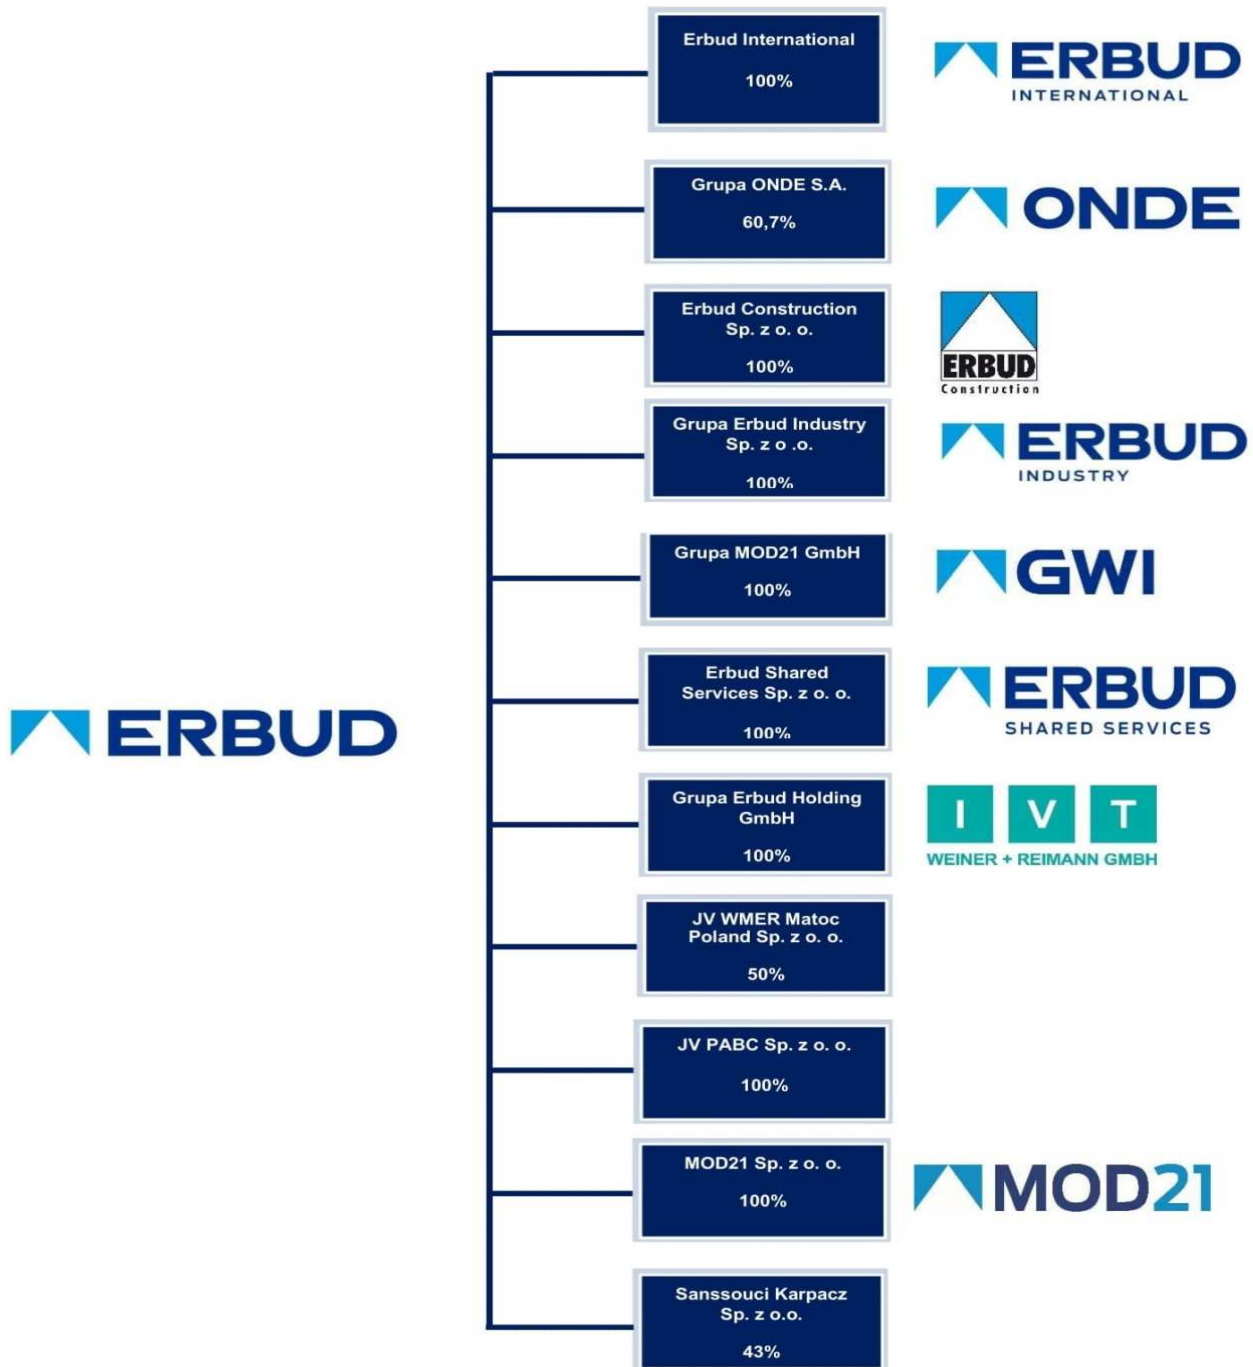 Erbud International
100%
ERBUD
INTERNATIONAL
Grupa ONDE S.A.
60,7%
ONDE
Erbud Construction
Sp. z o. o.
100%
ERBUD
Construction
Grupa Erbud Industry
Sp. z o .o.
100%
ERBUD
INDUSTRY
Grupa MOD21 GmbH
100%
GWI
Erbud Shared
Services Sp. z o. o.
100%
ERBUD
SHARED SERVICES
ERBUD
Grupa Erbud Holding
GmbH
100%
I V T
WEINER + REIMANN GMBH
JV WMER Matoc
Poland Sp. z o. o.
50%
JV PABC Sp. z o. o.
100%
MOD21 Sp. z o. o.
100%
MOD21
Sanssouci Karpacz
Sp. z o.o.
43%